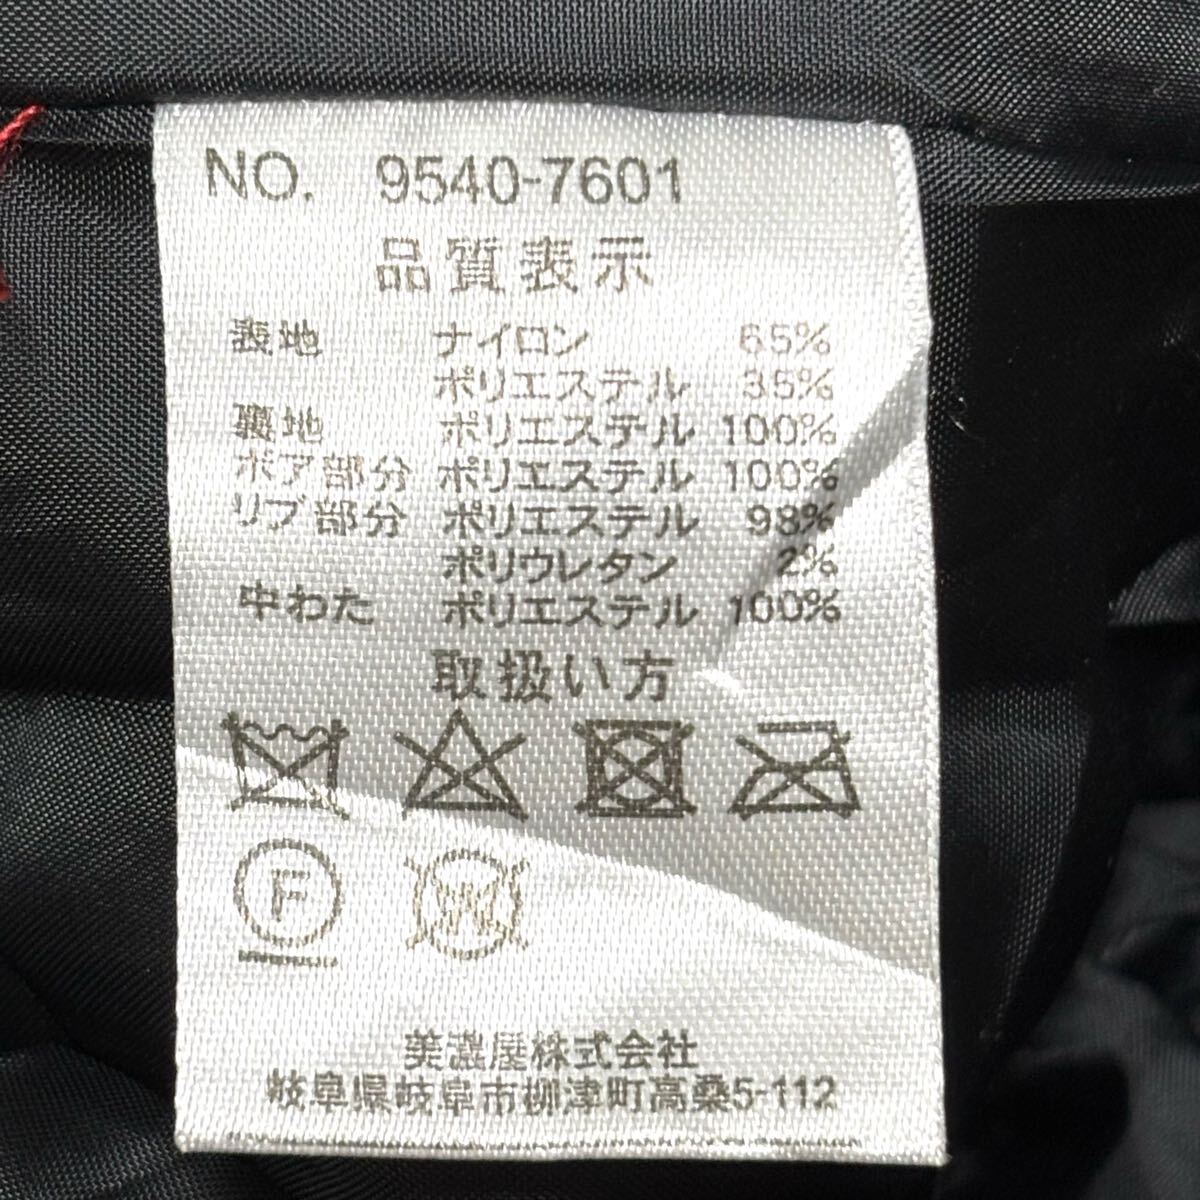 NO. 9540-7601
品質表示
表地 ナイロン 65%
ポリエステル 35%
裏地 ポリエステル 100%
ボア部分 ポリエステル 100%
リブ部分 ポリエステル 98%
ポリウレタン 2%
中わた ポリエステル 100%
取扱い方
F W
美濃屋株式会社
岐阜県岐阜市柳津町高桑5-112